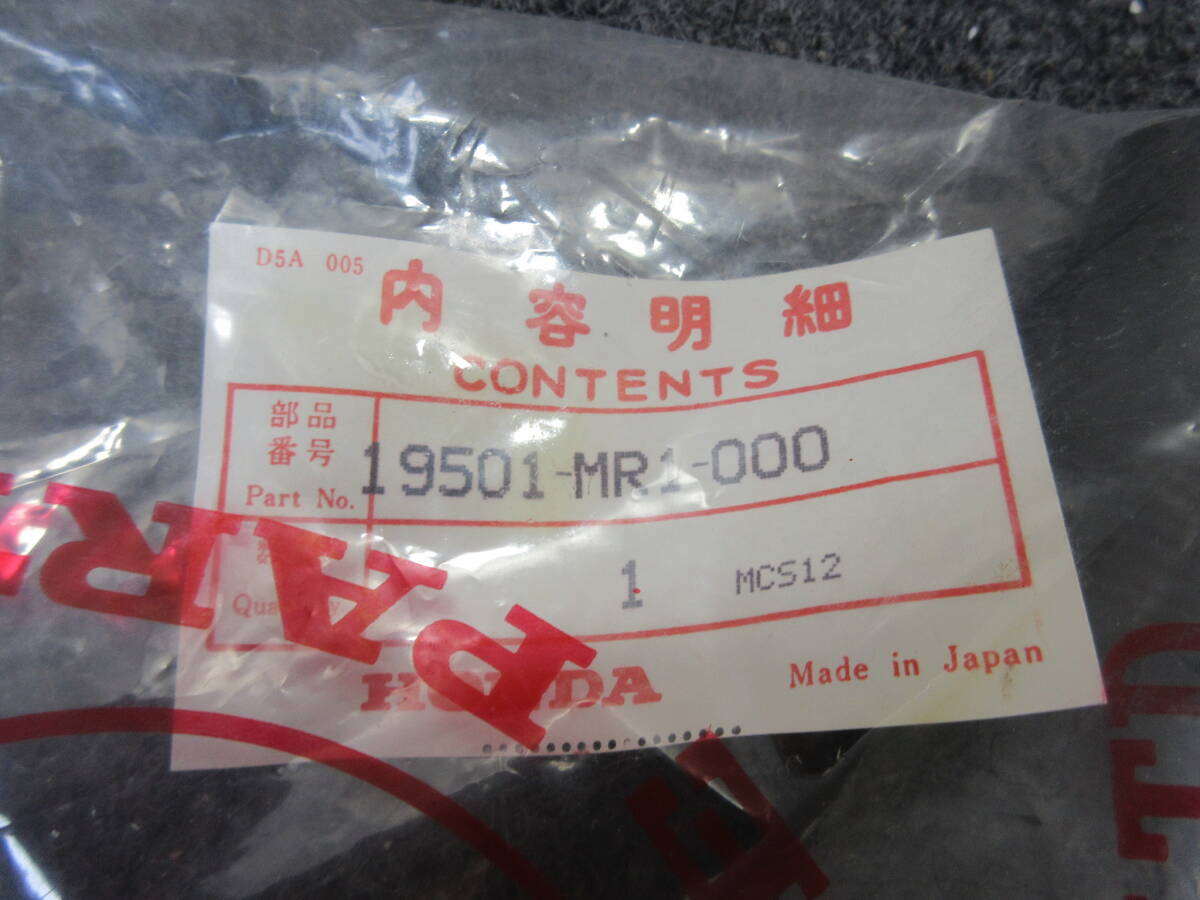 D5A 005
内容明細
CONTENTS
部品
番号
Part No.
19501-MR1-000
1 MCS12
HONDA
Made in Japan
PAR